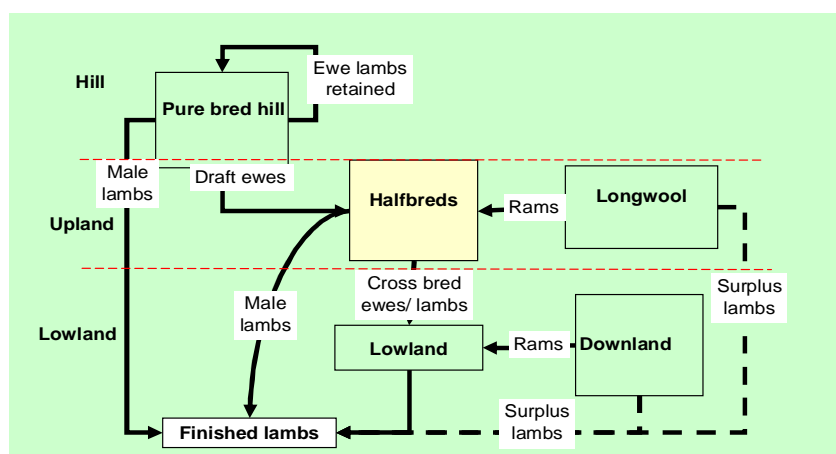 Hill
Ewe lambs
retained
Pure bred hill
Male
lambs
Draft ewes
Halfbreds
Rams
Longwool
Upland
Surplus
lambs
Male
lambs
Cross bred
ewes/ lambs
Lowland
Lowland
Rams
Downland
Surplus
lambs
Finished lambs